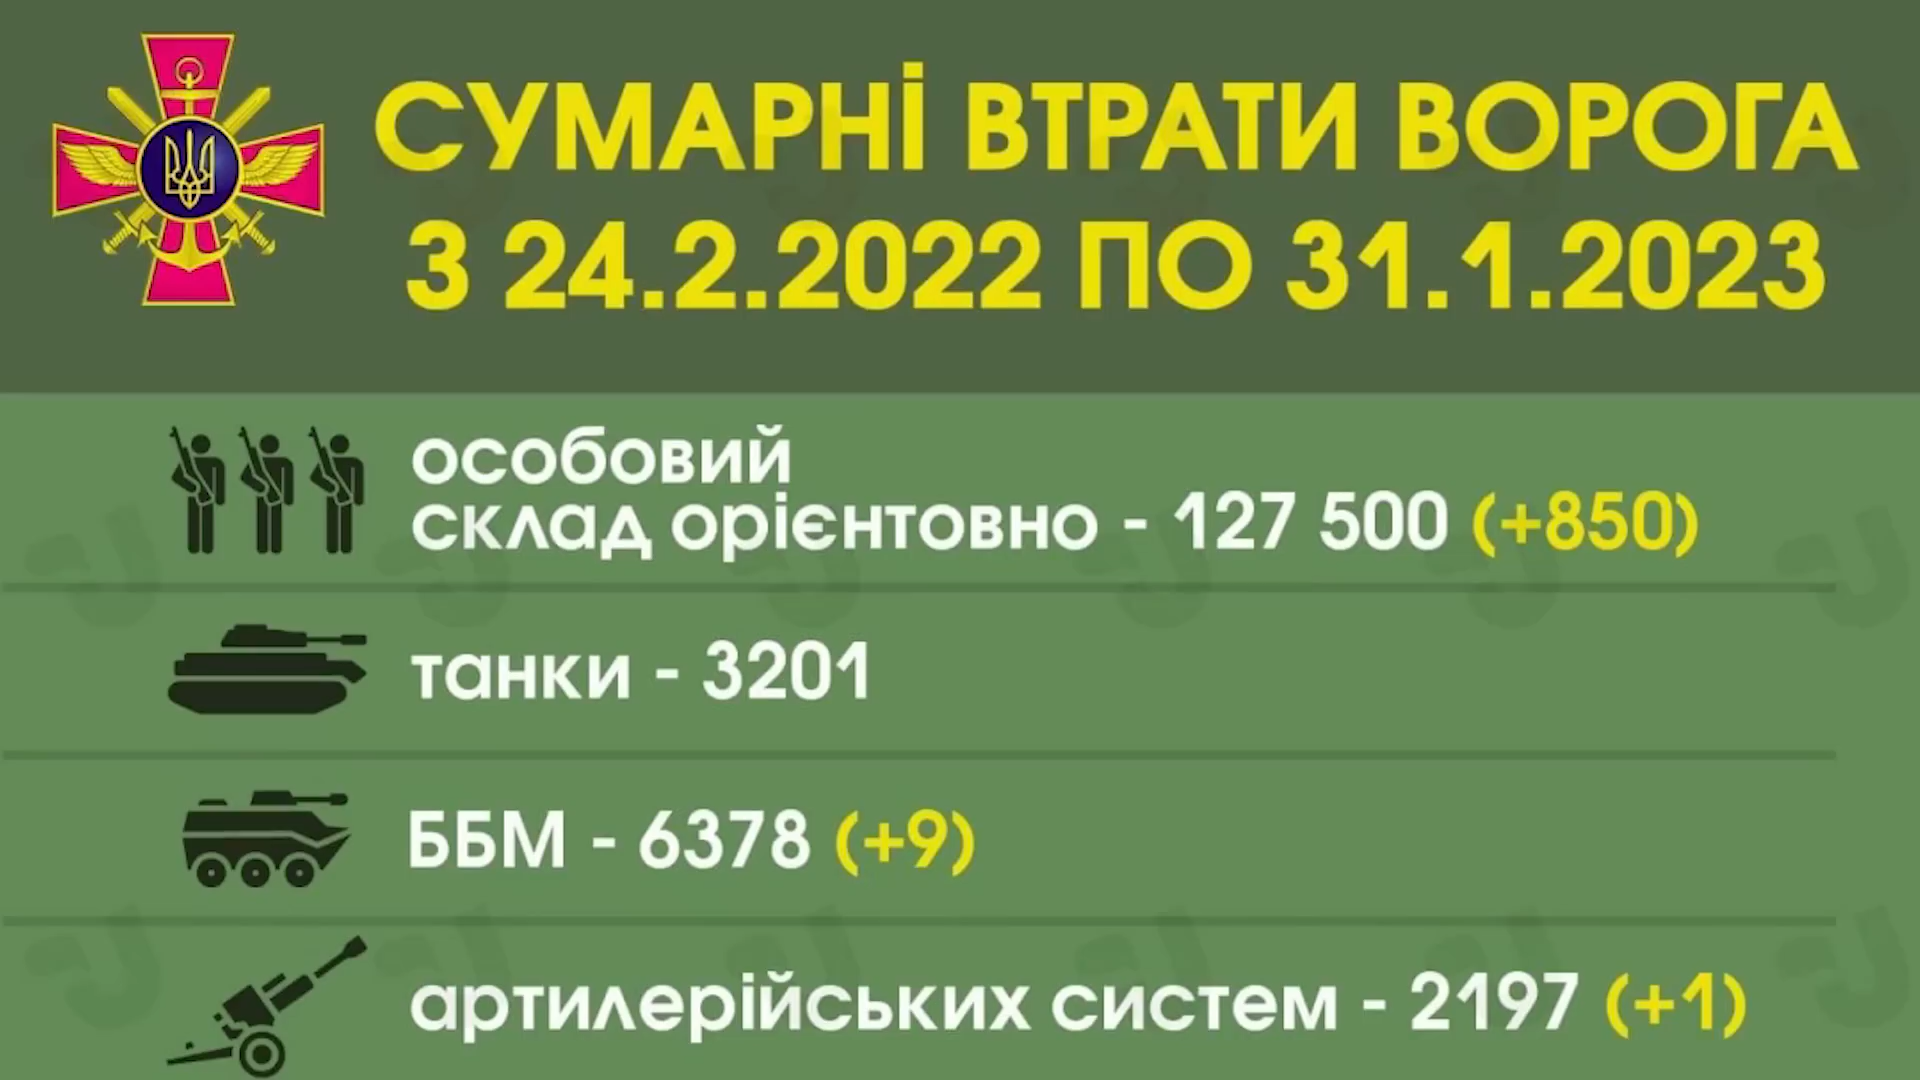 СУМАРНІ ВТРАТИ ВОРОГА
З 24.2.2022 ПО 31.1.2023
особовий
склад орієнтовно - 127 500 (+850)
танки - 3201
ББМ - 6378 (+9)
артилерійських систем - 2197 (+1)